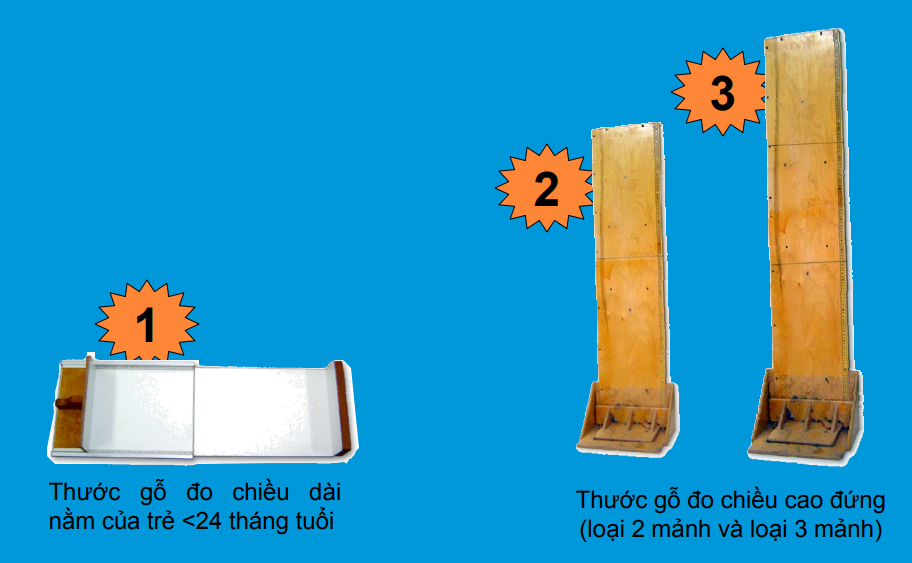 3
2
1
Thước gỗ đo chiều dài
nằm của trẻ <24 tháng tuổi
Thước gỗ đo chiều cao đứng
(loại 2 mảnh và loại 3 mảnh)